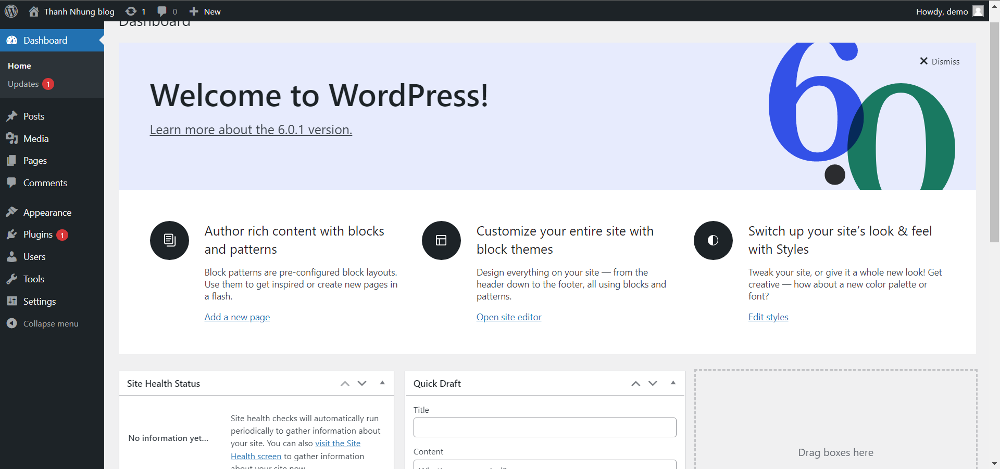 Thanh Nhung blog 1 0 New Howdy, demo
Dashboard
Dashboard
Home
Updates 1
Posts
Media
Pages
Comments
Appearance
Plugins 1
Users
Tools
Settings
Collapse menu
Dismiss
6.0
Welcome to WordPress!
Learn more about the 6.0.1 version.
Author rich content with blocks
and patterns
Block patterns are pre-configured block layouts.
Use them to get inspired or create new pages in
a flash.
Add a new page
Customize your entire site with
block themes
Design everything on your site — from the
header down to the footer, all using blocks and
patterns.
Open site editor
Switch up your site’s look & feel
with Styles
Tweak your site, or give it a whole new look! Get
creative — how about a new color palette or
font?
Edit styles
Site Health Status
No information yet…
Site health checks will automatically run
periodically to gather information about
your site. You can also visit the Site
Health screen to gather information
about your site now.
Quick Draft
Title
Content
Drag boxes here